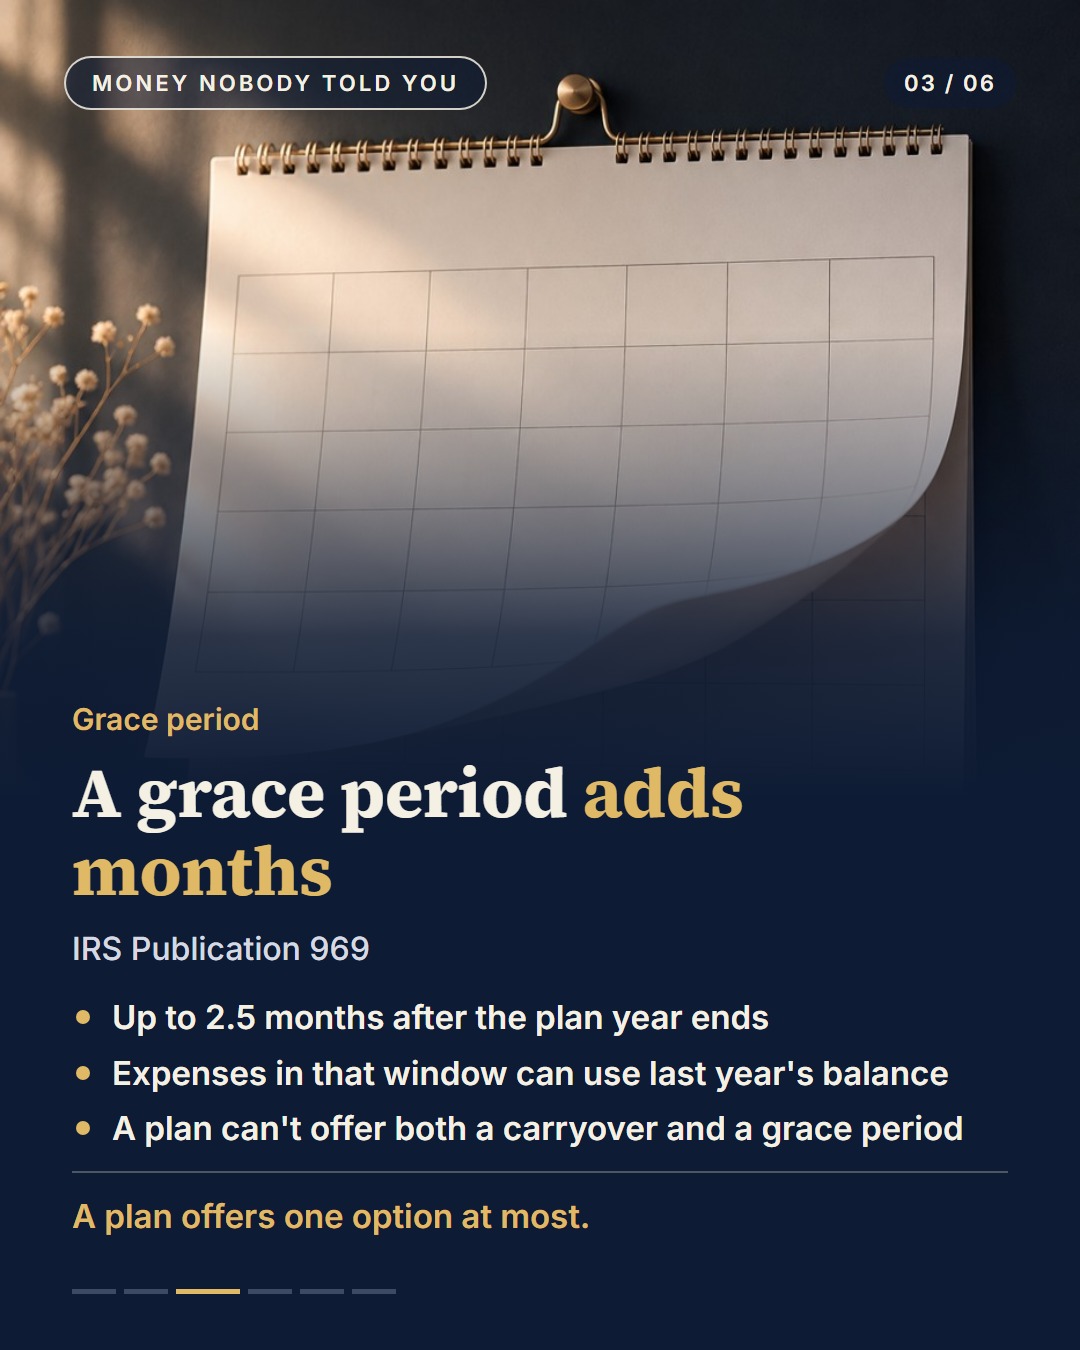 MONEY NOBODY TOLD YOU
03 / 06
Grace period
A grace period adds
months
IRS Publication 969
Up to 2.5 months after the plan year ends
Expenses in that window can use last year's balance
A plan can't offer both a carryover and a grace period
A plan offers one option at most.